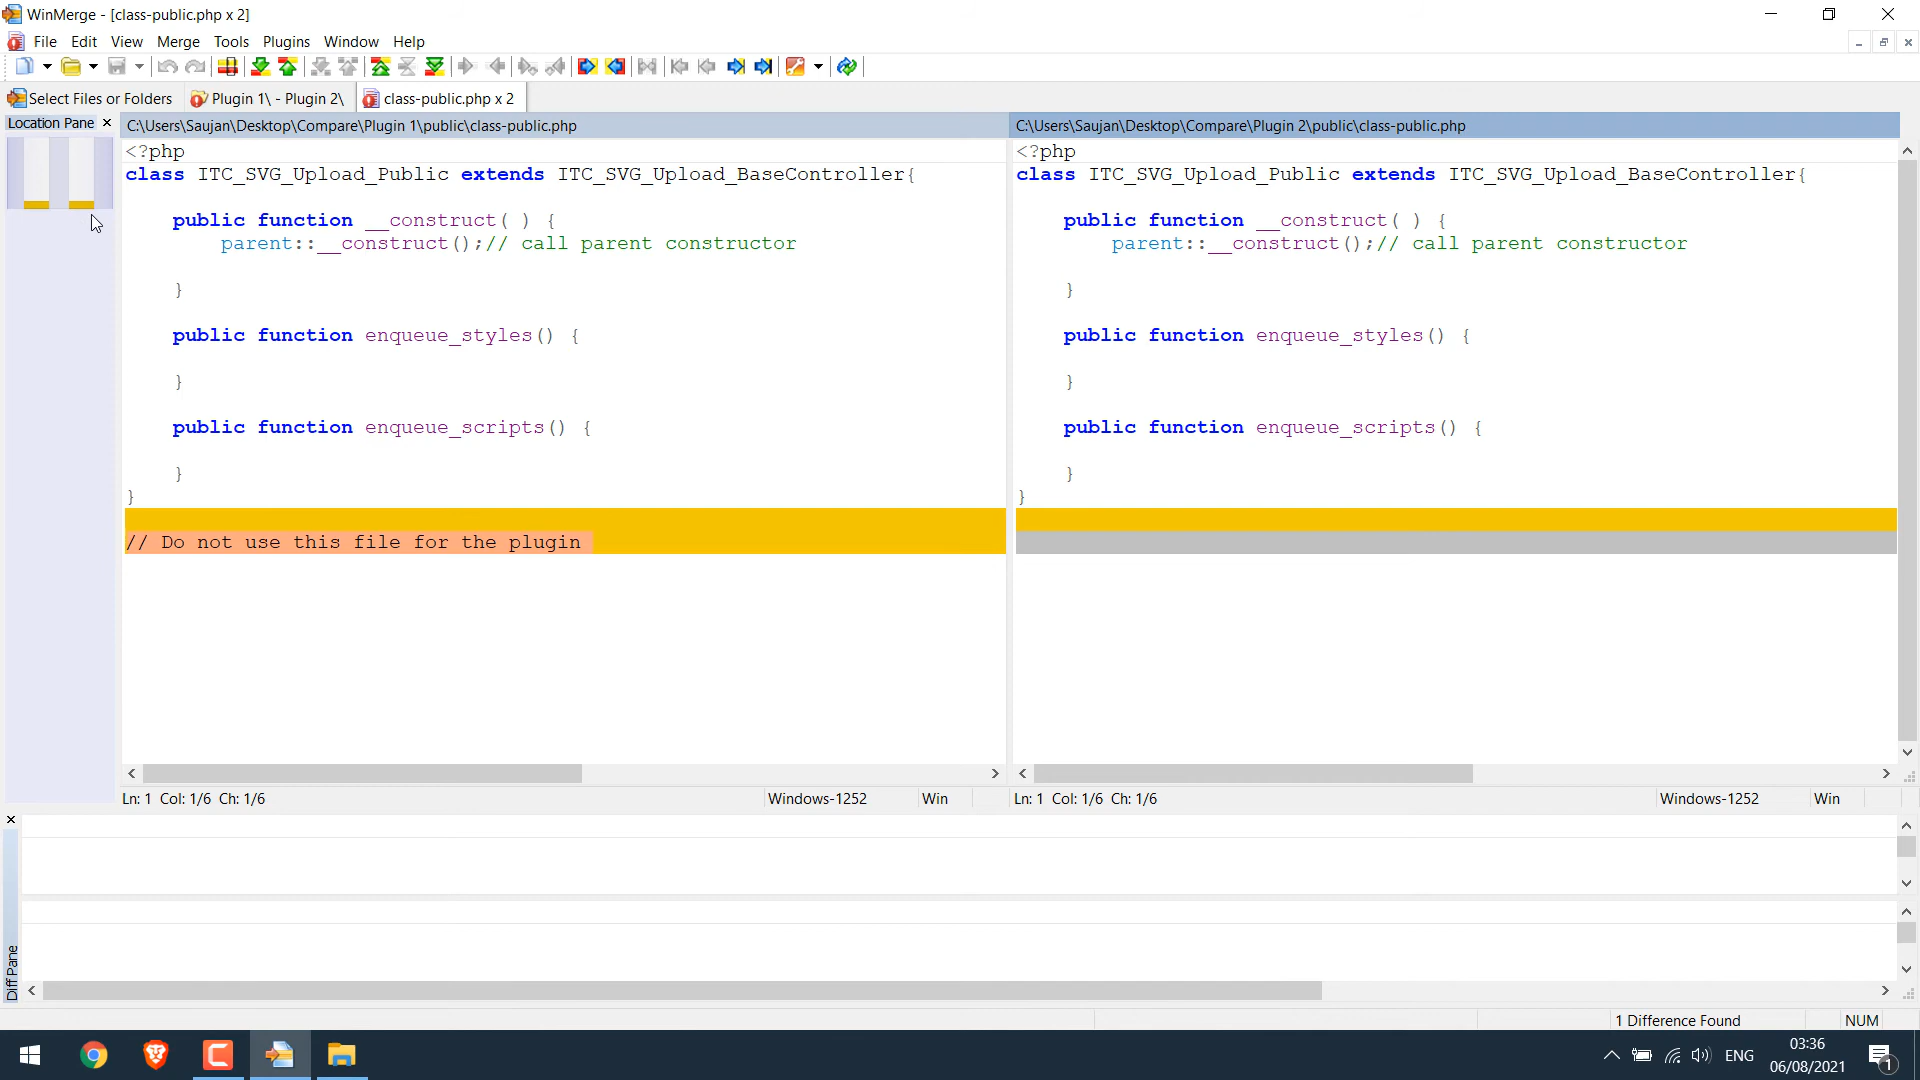 WinMerge - [class-public.php x 2]
File Edit View Merge Tools Plugins Window Help
Select Files or Folders Plugin 1\ - Plugin 2\ class-public.php x 2
Location Pane
C:\Users\Saujan\Desktop\Compare\Plugin 1\public\class-public.php
<?php
class ITC_SVG_Upload_Public extends ITC_SVG_Upload_BaseController{
public function __construct( ) {
parent::__construct();// call parent constructor
}
public function enqueue_styles() {
}
public function enqueue_scripts() {
}
}
// Do not use this file for the plugin
Ln: 1 Col: 1/6 Ch: 1/6 Windows-1252 Win
C:\Users\Saujan\Desktop\Compare\Plugin 2\public\class-public.php
<?php
class ITC_SVG_Upload_Public extends ITC_SVG_Upload_BaseController{
public function __construct( ) {
parent::__construct();// call parent constructor
}
public function enqueue_styles() {
}
public function enqueue_scripts() {
}
}
Ln: 1 Col: 1/6 Ch: 1/6 Windows-1252 Win
Diff Pane
1 Difference Found NUM
ENG
03:36
06/08/2021
1